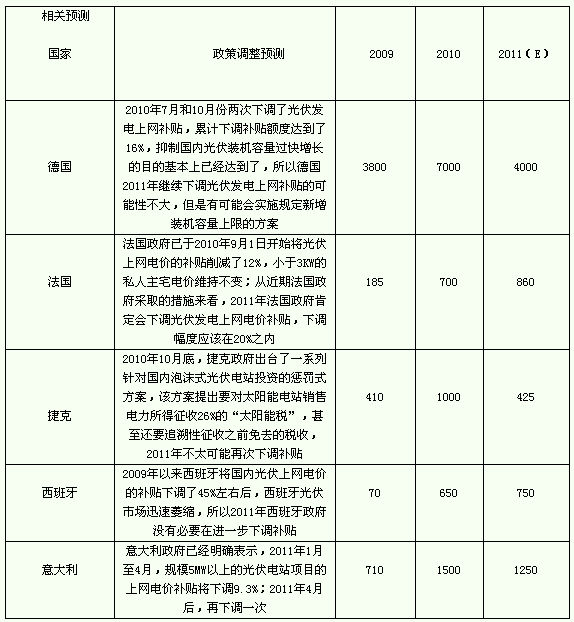 相关预测
国家 政策调整预测 2009 2010 2011(E)
2010年7月和10月份两次下调了光伏发
电上网补贴，累计下调补贴额度达到了
16%，抑制国内光伏装机容量过快增长
的目的基本上已经达到了，所以德国
德国 3800 7000 4000
2011年继续下调光伏发电上网补贴的可
能性不大，但是有可能会实施规定新增
装机容量上限的方案
法国政府已于2010年9月1日开始将光伏
上网电价的补贴削减了12%，小于3KW的
私人主宅电价维持不变；从近期法国政
法国 185 700 860
府采取的措施来看，2011年法国政府肯
定会下调光伏发电上网电价补贴，下调
幅度应该在20%之内
2010年10月底，捷克政府出台了一系列
针对国内泡沫式光伏电站投资的惩罚式
方案，该方案提出要对太阳能电站销售
捷克 410 1000 425
电力所得征收26%的“太阳能税”，甚
至还要追溯性征收之前免去的税收，
2011年不太可能再次下调补贴
2009年以来西班牙将国内光伏上网电价
的补贴下调了45%左右后，西班牙光伏
西班牙 70 650 750
市场迅速萎缩，所以2011年西班牙政府
没有必要在进一步下调补贴
意大利政府已经明确表示，2011年1月
至4月，规模5MW以上的光伏电站项目的
意大利 710 1500 1250
上网电价补贴将下调9.3%；2011年4月
后，再下调一次